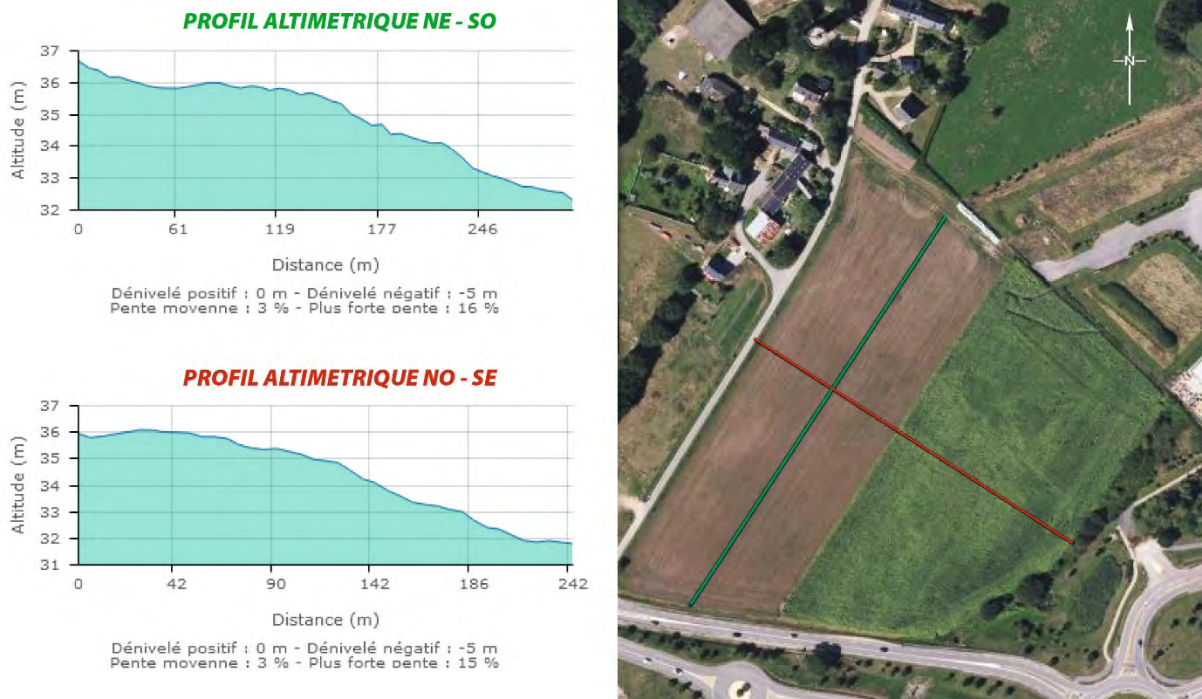 PROFIL ALTIMETRIQUE NE - SO
37
36
35
34
33
32
Altitude (m)
0 61 119 177 246
Distance (m)
Dénivelé positif : 0 m - Dénivelé négatif : -5 m
Pente moyenne : 3 % - Plus forte pente : 16 %
PROFIL ALTIMETRIQUE NO - SE
37
36
35
34
33
32
31
Altitude (m)
0 42 90 142 186 242
Distance (m)
Dénivelé positif : 0 m - Dénivelé négatif : -5 m
Pente moyenne : 3 % - Plus forte pente : 15 %
N